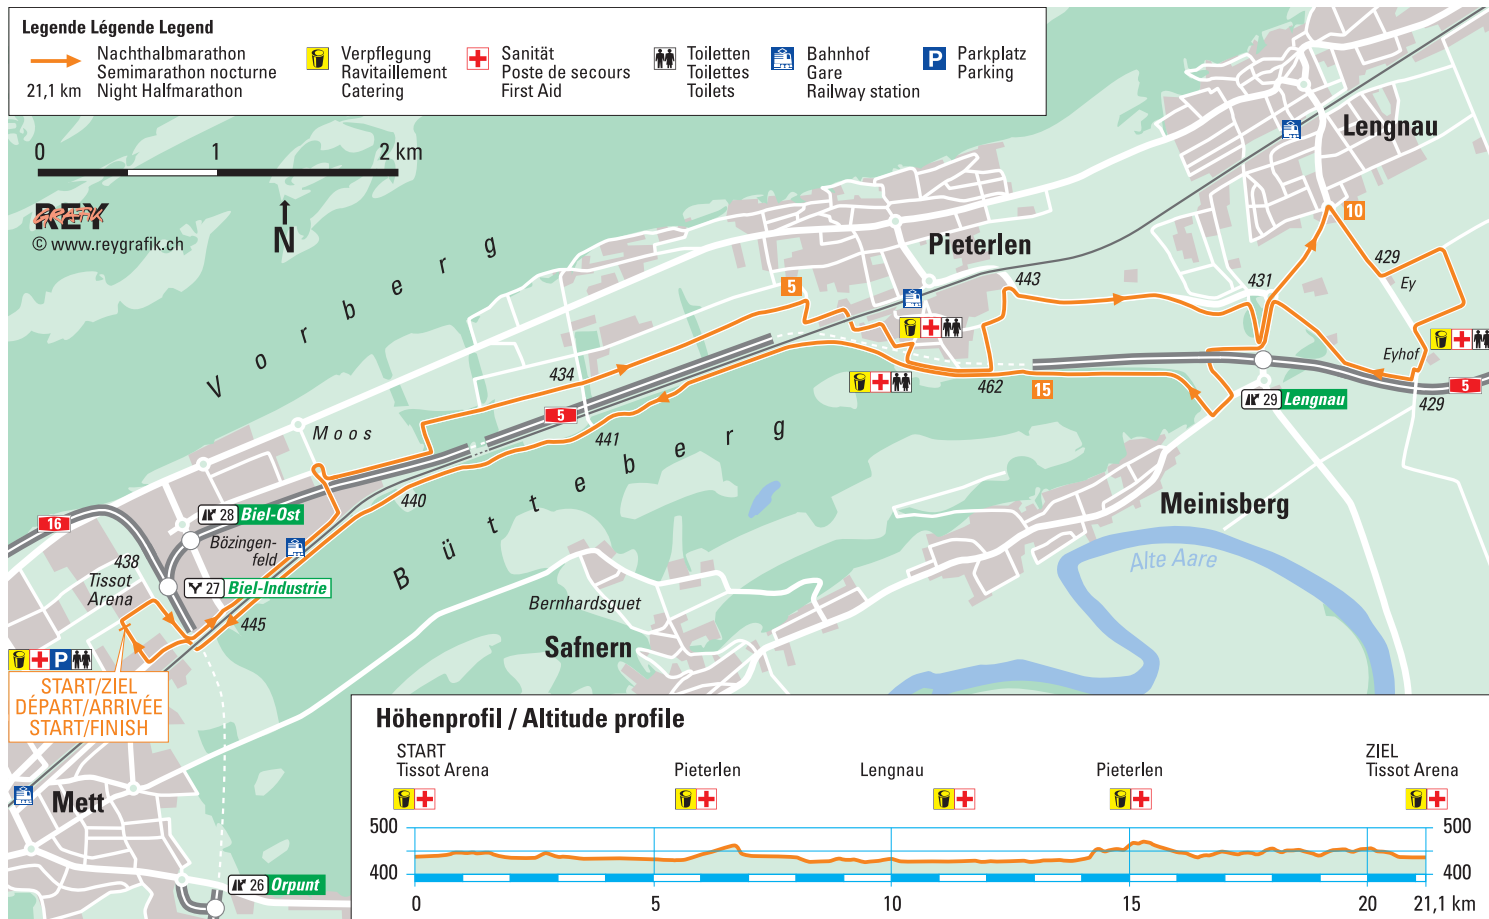 Legende Légende Legend
Nachthalbmarathon
Semimarathon nocturne
21,1 km Night Halfmarathon
Verpflegung
Ravitaillement
Catering
Sanität
Poste de secours
First Aid
Toiletten
Toilettes
Toilets
Bahnhof
Gare
Railway station
P Parkplatz
Parking
0 1 2 km
REY
GRAFIK
© www.reygrafik.ch
N
Lengnau
10
Pieterlen
429
443
431
Ey
5
Vorberg
Eyhof
434
462
15
5
5
29 Lengnau
429
Moos
441
Bütteberg
440
Meinisberg
16
28 Biel-Ost
Bözingen-
feld
438
Tissot
Arena
27 Biel-Industrie
Alte Aare
Bernhardsguet
445
Safnern
P
START/ZIEL
DÉPART/ARRIVÉE
START/FINISH
Mett
26 Orpunt
Höhenprofil / Altitude profile
START
Tissot Arena
Pieterlen
Lengnau
Pieterlen
ZIEL
Tissot Arena
500 500
400 400
0 5 10 15 20 21,1 km